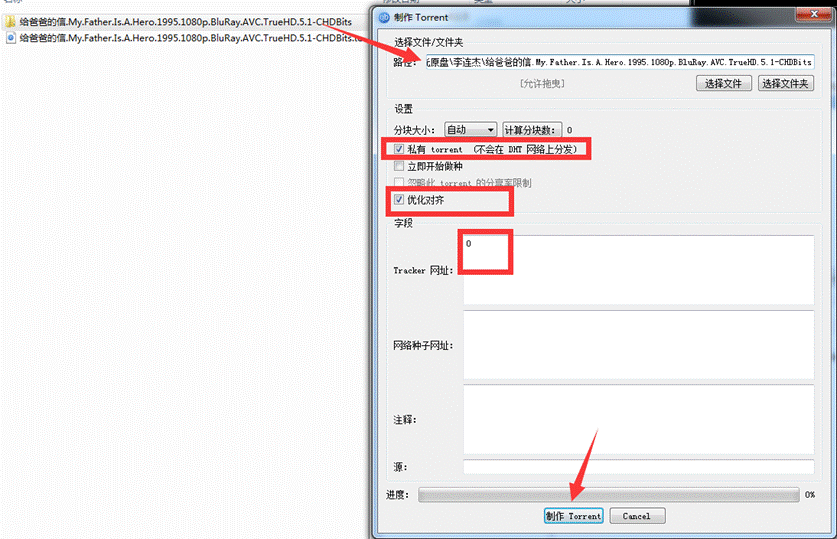 给爸爸的信.My.Father.Is.A.Hero.1995.1080p.BluRay.AVC.TrueHD.5.1-CHDBits
给爸爸的信.My.Father.Is.A.Hero.1995.1080p.BluRay.AVC.TrueHD.5.1-CHDBits.to
制作 Torrent
选择文件/文件夹
路径: 原盘\李连杰\给爸爸的信.My.Father.Is.A.Hero.1995.1080p.BluRay.AVC.TrueHD.5.1-CHDBits
[允许拖曳] 选择文件 选择文件夹
设置
分块大小: 自动 计算分块数: 0
私有 torrent (不会在 DHT 网络上分发)
立即开始做种
忽略此 torrent 的分享率限制
优化对齐
字段
0
Tracker 网址:
网络种子网址:
注释:
源:
进度: 0%
制作 Torrent Cancel